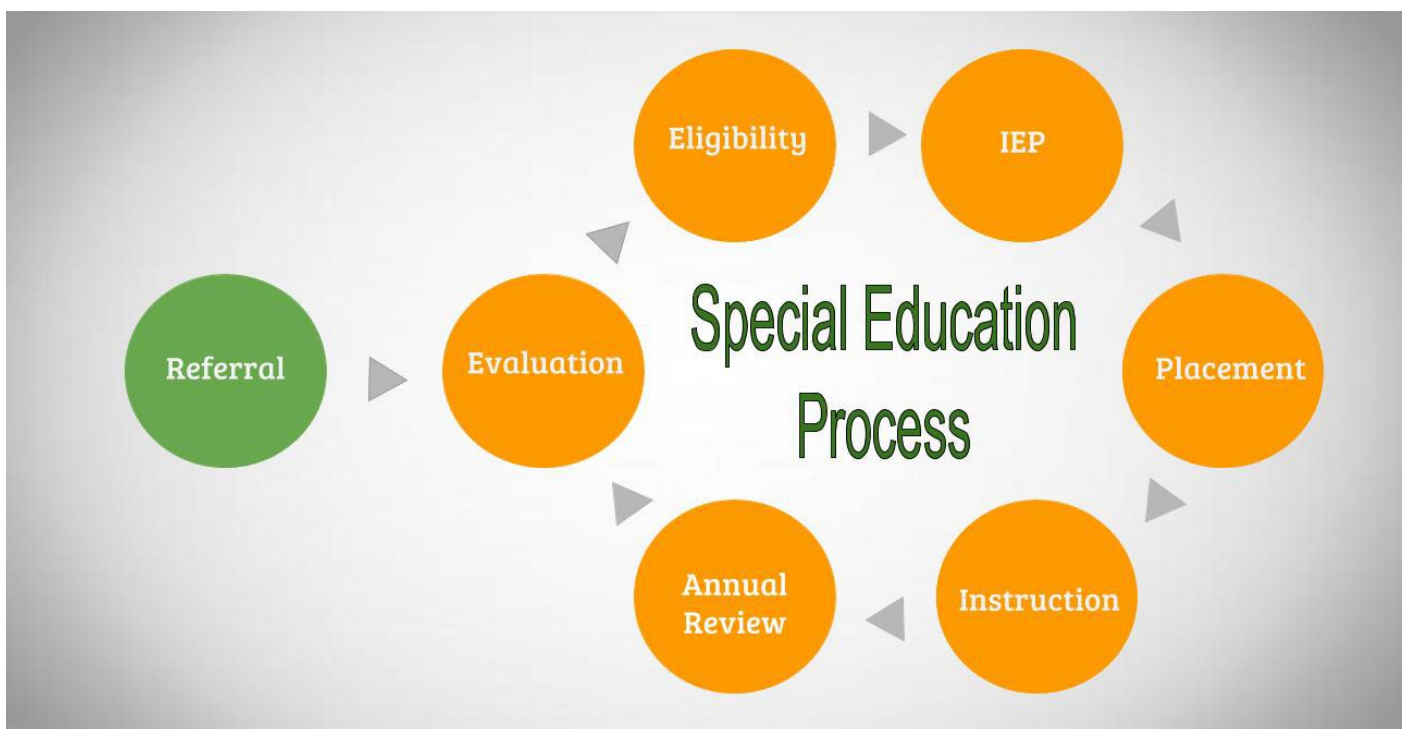 Referral
Evaluation
Eligibility
IEP
Placement
Instruction
Annual
Review
Special Education
Process